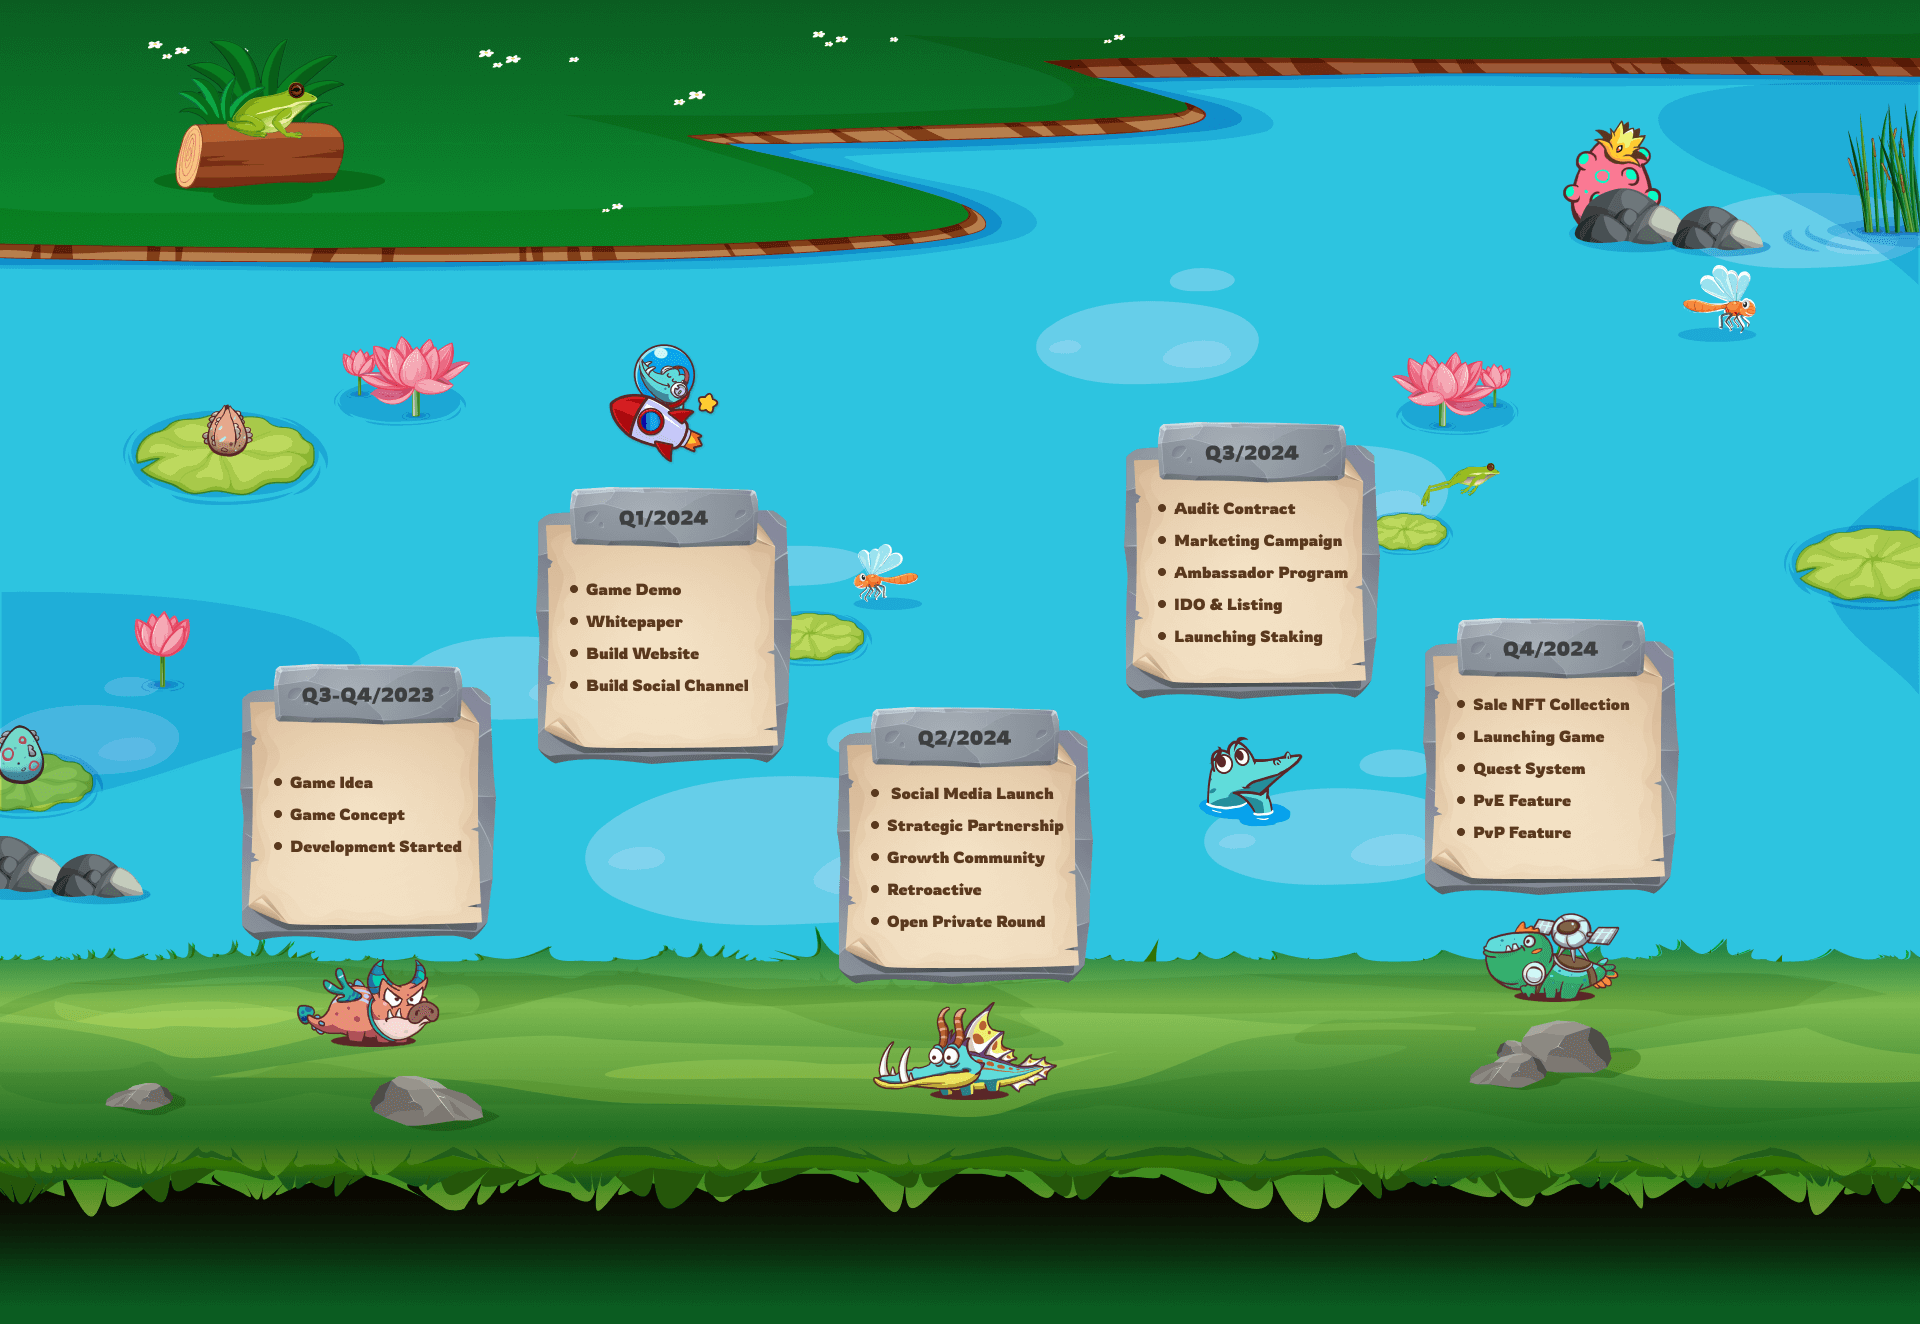 Q3-Q4/2023
Game Idea
Game Concept
Development Started
Q1/2024
Game Demo
Whitepaper
Build Website
Build Social Channel
Q2/2024
Social Media Launch
Strategic Partnership
Growth Community
Retroactive
Open Private Round
Q3/2024
Audit Contract
Marketing Campaign
Ambassador Program
IDO & Listing
Launching Staking
Q4/2024
Sale NFT Collection
Launching Game
Quest System
PvE Feature
PvP Feature